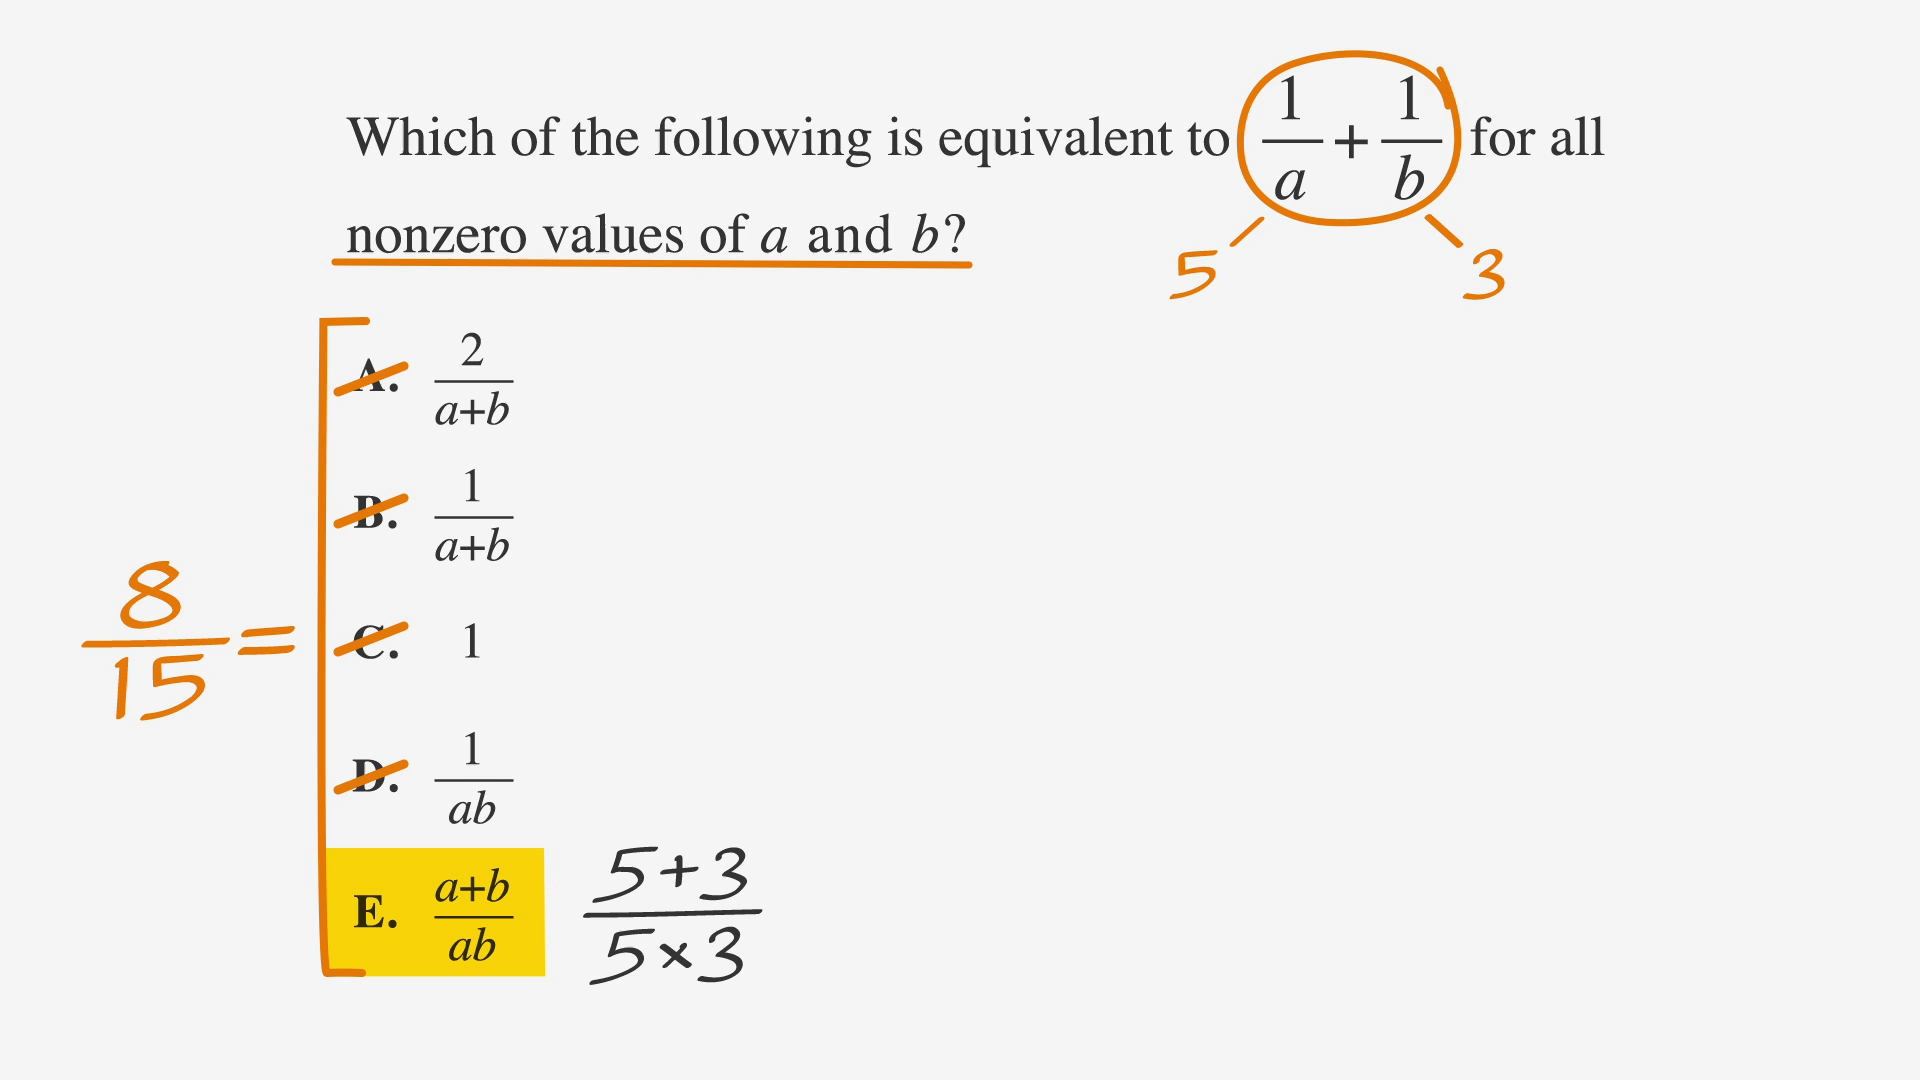 Which of the following is equivalent to 1/a + 1/b for all
nonzero values of a and b?
5 3
A. 2/(a+b)
B. 1/(a+b)
8/15 = C. 1
D. 1/ab
E. (a+b)/ab (5+3)/(5×3)